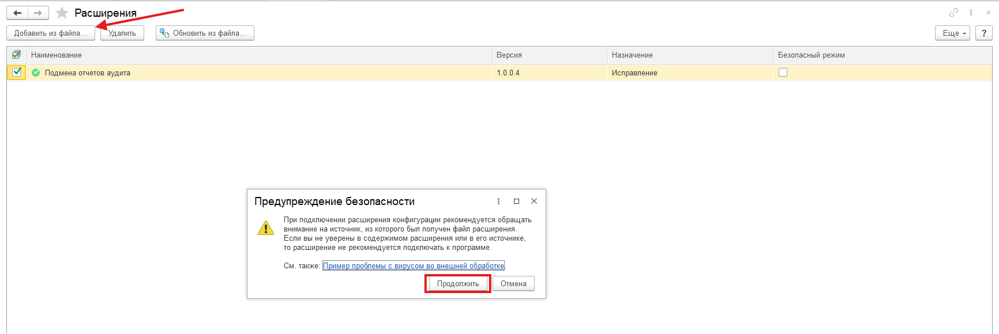 Расширения
Добавить из файла...
Удалить
Обновить из файла...
Еще
?
Наименование
Версия
Назначение
Безопасный режим
Подмена отчетов аудита
1.0.0.4
Исправление
Предупреждение безопасности
При подключении расширения конфигурации рекомендуется обращать
внимание на источник, из которого был получен файл расширения.
Если вы не уверены в содержимом расширения или в его источнике,
то расширение не рекомендуется подключать к программе.
См. также: Пример проблемы с вирусом во внешней обработке.
Продолжить
Отмена